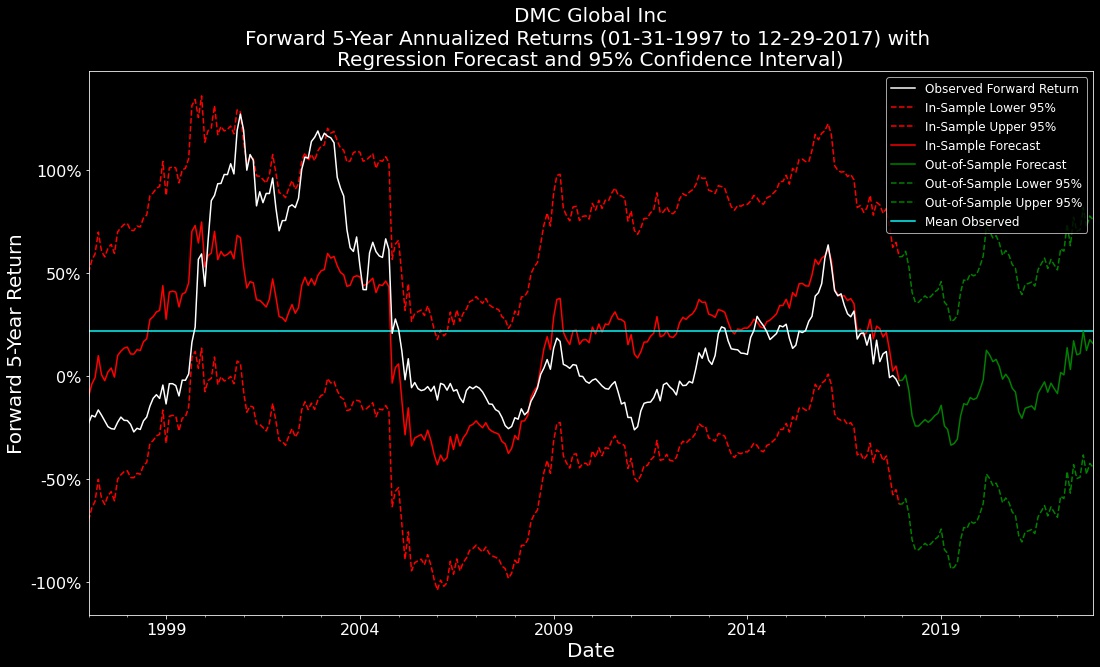 DMC Global Inc
Forward 5-Year Annualized Returns (01-31-1997 to 12-29-2017) with
Regression Forecast and 95% Confidence Interval)
Observed Forward Return
In-Sample Lower 95%
In-Sample Upper 95%
In-Sample Forecast
Out-of-Sample Forecast
Out-of-Sample Lower 95%
Out-of-Sample Upper 95%
Mean Observed
Forward 5-Year Return
100%
50%
0%
-50%
-100%
1999
2004
2009
2014
2019
Date